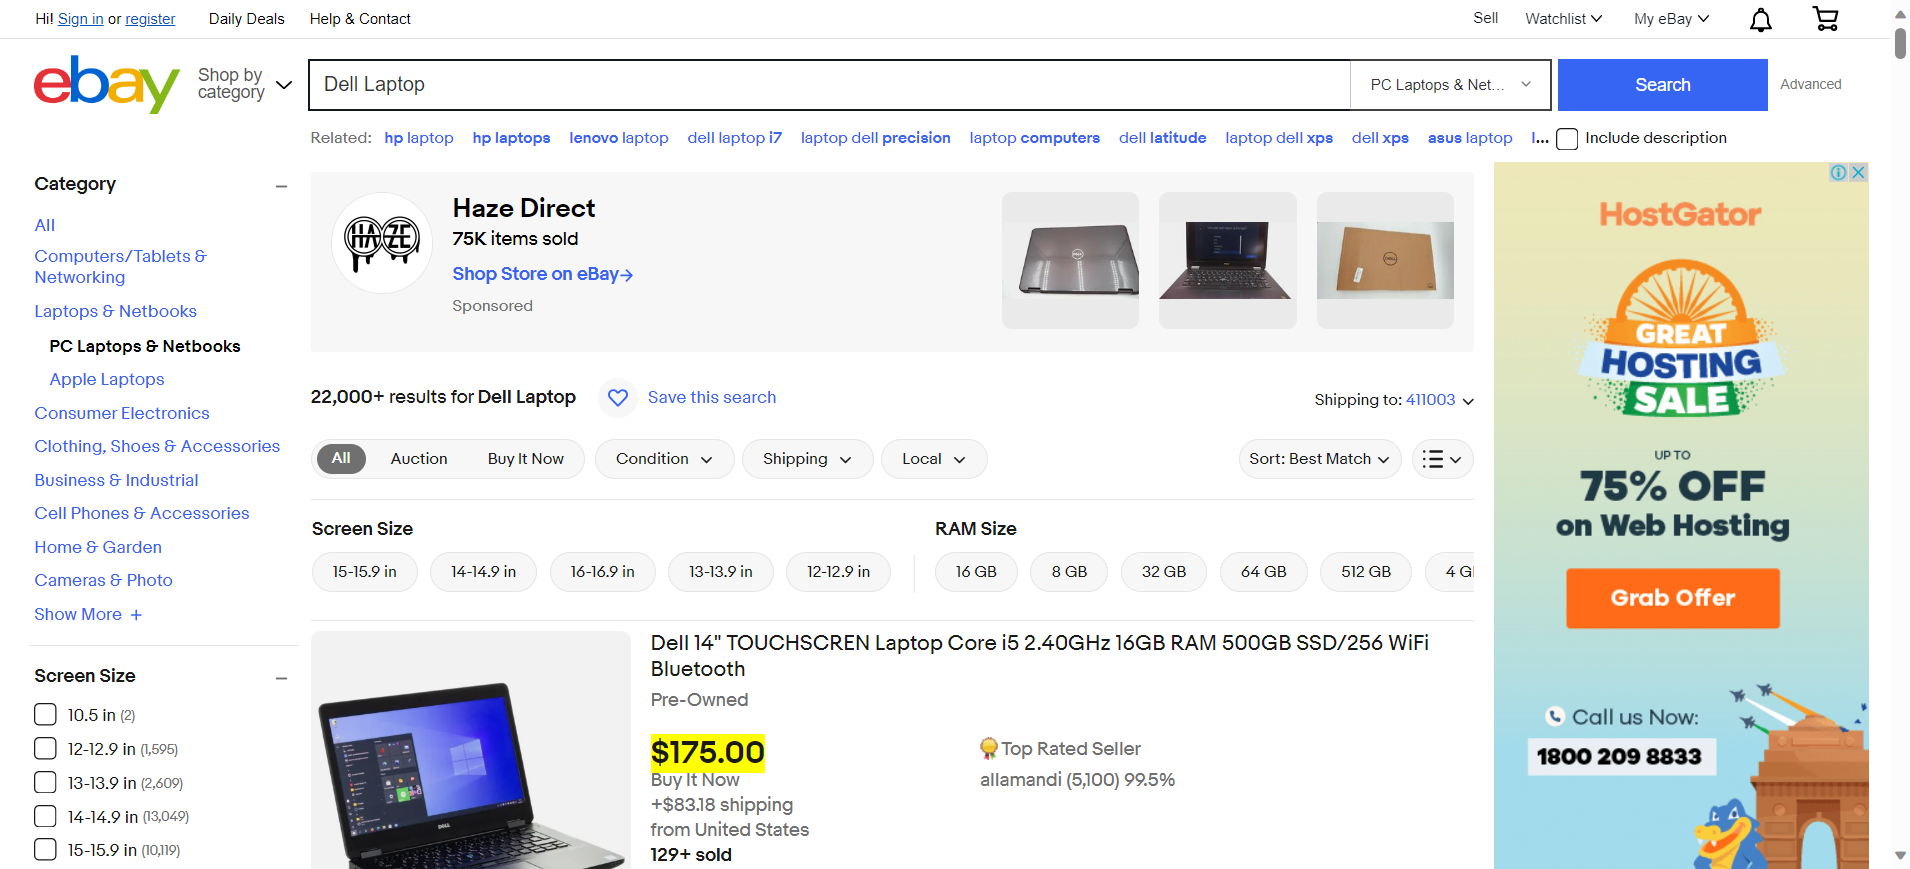 Hi! Sign in or register Daily Deals Help & Contact Sell Watchlist My eBay
ebay Shop by category Dell Laptop PC Laptops & Net... Search Advanced
Related: hp laptop hp laptops lenovo laptop dell laptop i7 laptop dell precision laptop computers dell latitude laptop dell xps dell xps asus laptop l... Include description
Category
All
Computers/Tablets &
Networking
Laptops & Netbooks
PC Laptops & Netbooks
Apple Laptops
Consumer Electronics
Clothing, Shoes & Accessories
Business & Industrial
Cell Phones & Accessories
Home & Garden
Cameras & Photo
Show More +
Screen Size
10.5 in (2)
12-12.9 in (1,595)
13-13.9 in (2,609)
14-14.9 in (13,049)
15-15.9 in (10,119)
HAZE
Haze Direct
75K items sold
Shop Store on eBay→
Sponsored
DELL
DELL
22,000+ results for Dell Laptop Save this search Shipping to: 411003
All Auction Buy It Now Condition Shipping Local Sort: Best Match
Screen Size
15-15.9 in 14-14.9 in 16-16.9 in 13-13.9 in 12-12.9 in
RAM Size
16 GB 8 GB 32 GB 64 GB 512 GB 4 G
DELL
Dell 14" TOUCHSCREN Laptop Core i5 2.40GHz 16GB RAM 500GB SSD/256 WiFi
Bluetooth
Pre-Owned
$175.00
Buy It Now
+$83.18 shipping
from United States
129+ sold
Top Rated Seller
allamandi (5,100) 99.5%
HostGator
GREAT
HOSTING
SALE
UP TO
75% OFF
on Web Hosting
Grab Offer
Call us Now:
1800 209 8833